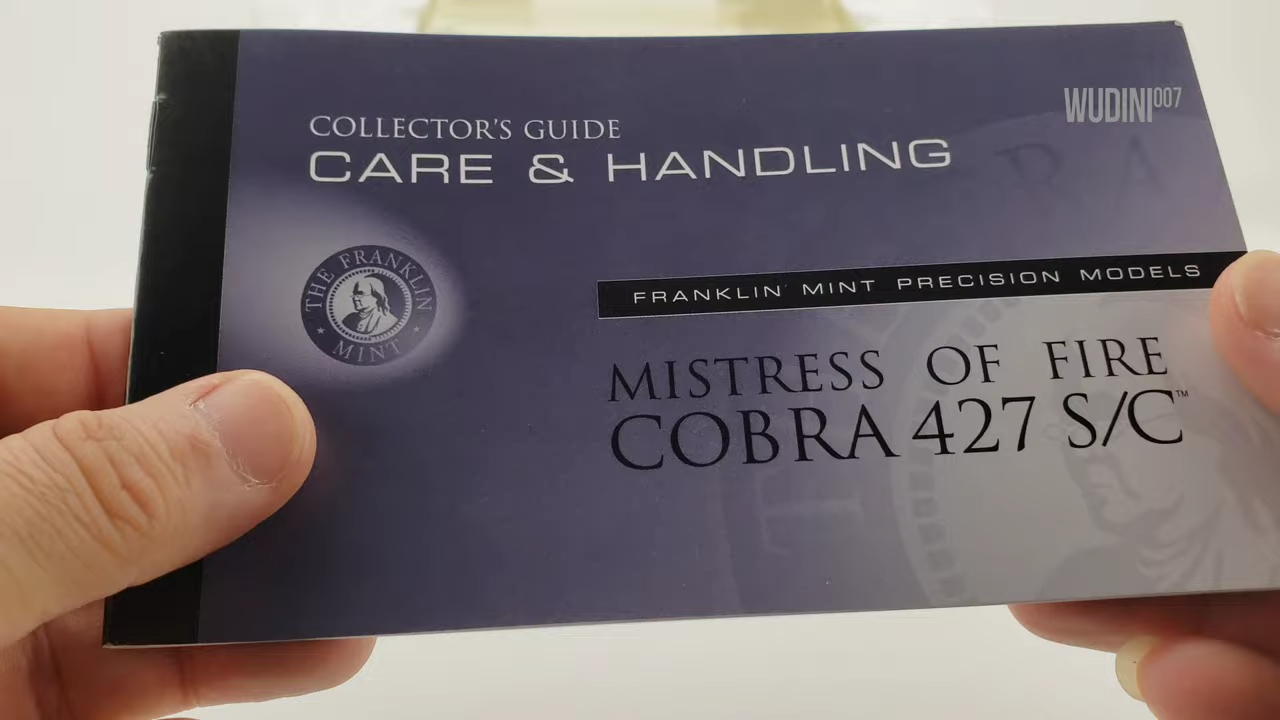 WUDINI007
COLLECTOR'S GUIDE
CARE & HANDLING
THE FRANKLIN
MINT
FRANKLIN MINT PRECISION MODELS
MISTRESS OF FIRE
COBRA 427 S/C™